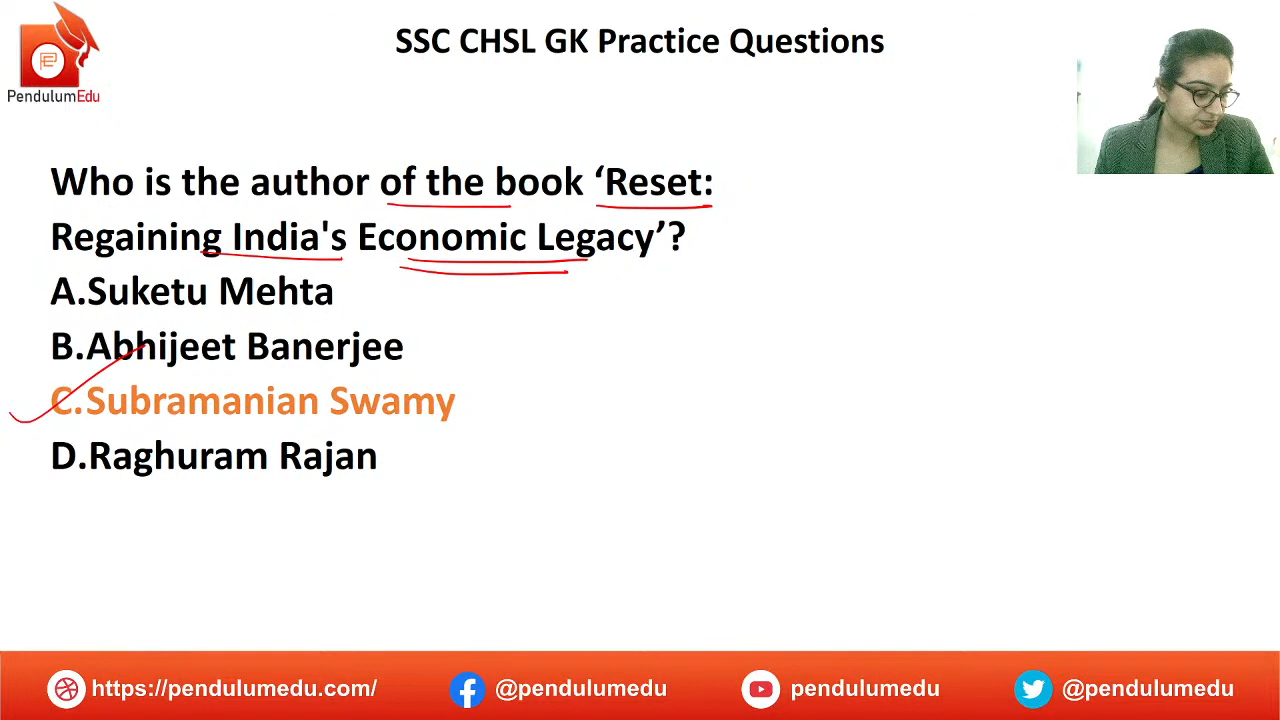 SSC CHSL GK Practice Questions
PendulumEdu
Who is the author of the book ‘Reset:
Regaining India's Economic Legacy’?
A.Suketu Mehta
B.Abhijeet Banerjee
C.Subramanian Swamy
D.Raghuram Rajan
https://pendulumedu.com/
@pendulumedu
pendulumedu
@pendulumedu